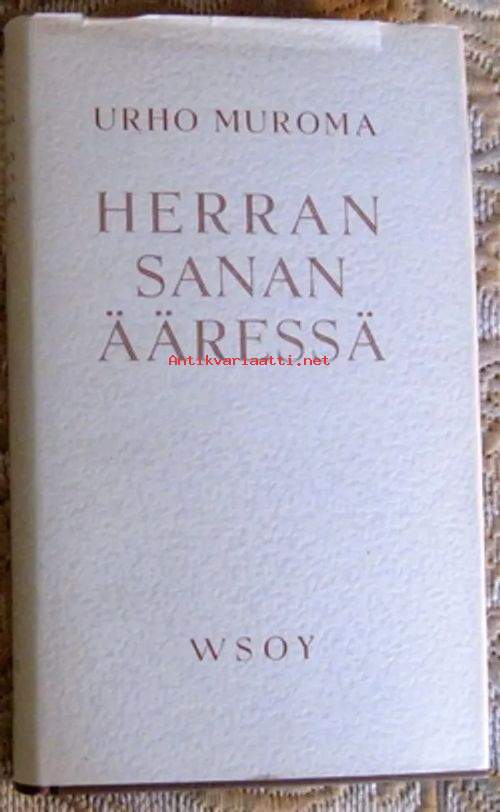 URHO MUROMA
HERRAN
SANAN
ÄÄRESSÄ
Antikvariaatti.net
WSOY